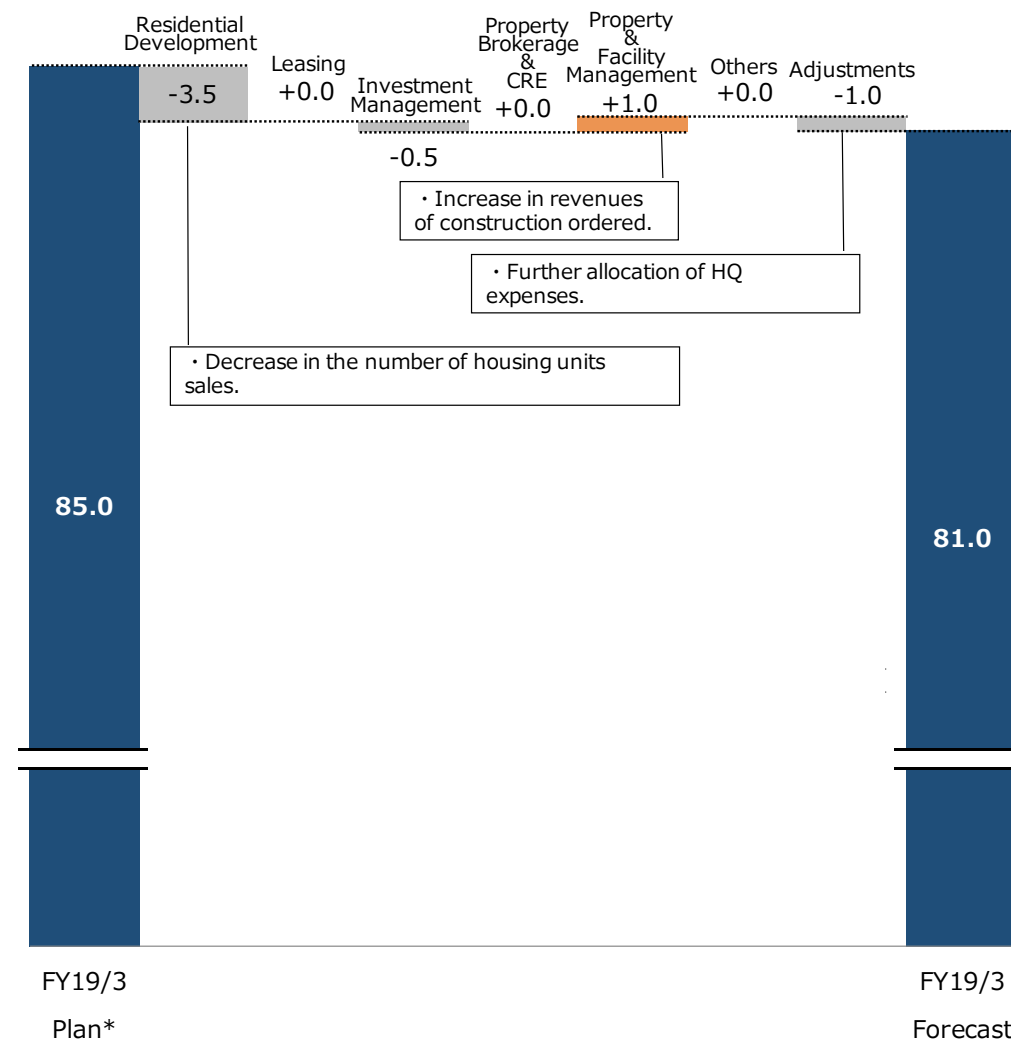 Residential
Development
-3.5
Leasing
+0.0
Investment
Management
-0.5
Property
Brokerage
&
CRE
+0.0
Property
&
Facility
Management
+1.0
Others
+0.0
Adjustments
-1.0
・Increase in revenues
of construction ordered.
・Further allocation of HQ
expenses.
・Decrease in the number of housing units
sales.
85.0
81.0
FY19/3
Plan*
FY19/3
Forecast